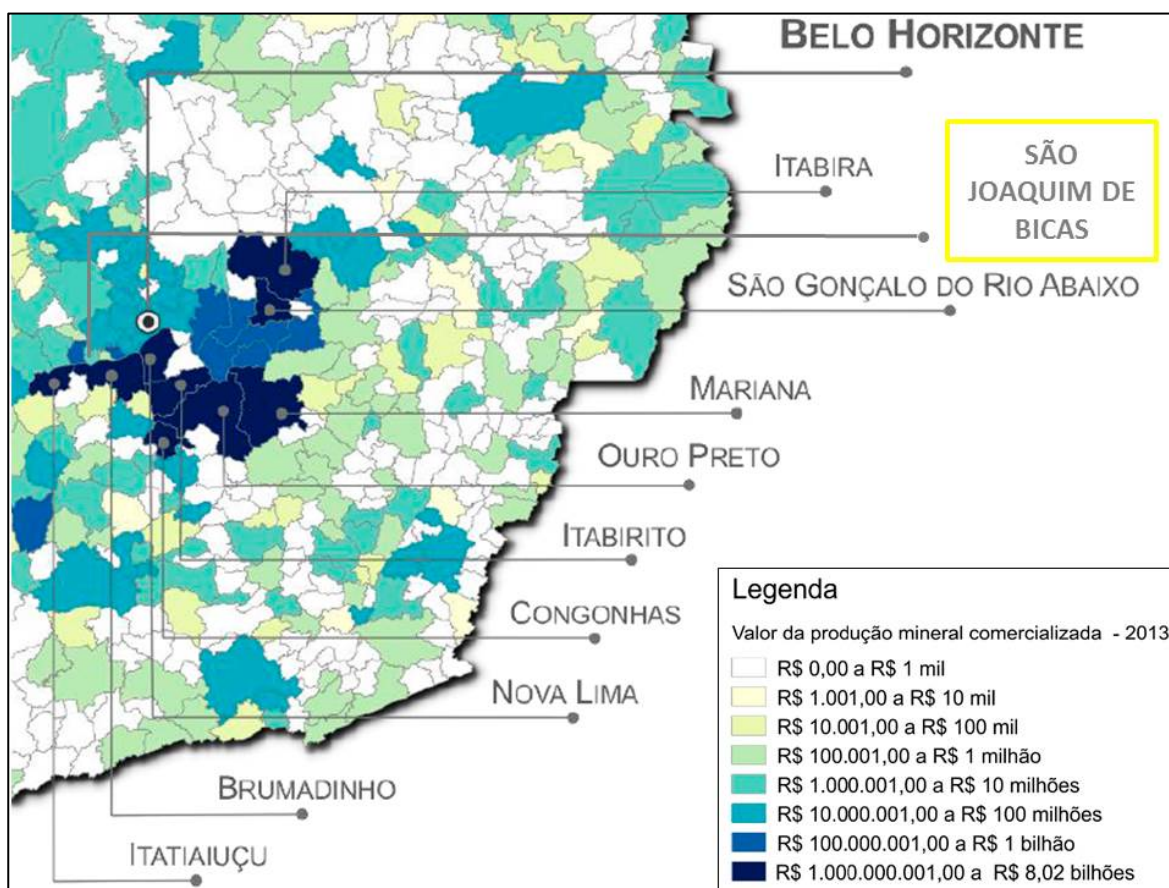 BELO HORIZONTE
ITABIRA
SÃO
JOAQUIM DE
BICAS
SÃO GONÇALO DO RIO ABAIXO
MARIANA
OURO PRETO
ITABIRITO
CONGONHAS
NOVA LIMA
BRUMADINHO
ITATIAIUÇU
Legenda
Valor da produção mineral comercializada - 2013
R$ 0,00 a R$ 1 mil
R$ 1.001,00 a R$ 10 mil
R$ 10.001,00 a R$ 100 mil
R$ 100.001,00 a R$ 1 milhão
R$ 1.000.001,00 a R$ 10 milhões
R$ 10.000.001,00 a R$ 100 milhões
R$ 100.000.001,00 a R$ 1 bilhão
R$ 1.000.000.001,00 a R$ 8,02 bilhões